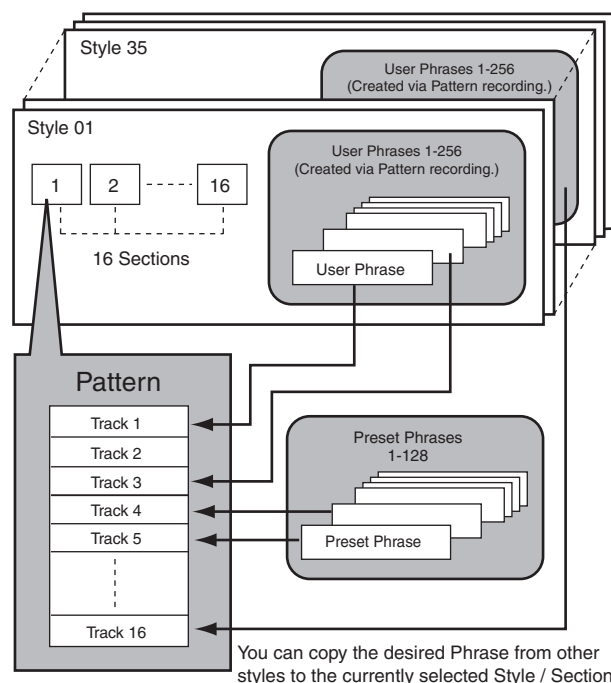 Style 35
User Phrases 1-256
(Created via Pattern recording.)
Style 01
User Phrases 1-256
(Created via Pattern recording.)
1
2
16
16 Sections
User Phrase
Pattern
Track 1
Track 2
Track 3
Track 4
Track 5
Track 16
Preset Phrases
1-128
Preset Phrase
You can copy the desired Phrase from other
styles to the currently selected Style / Section